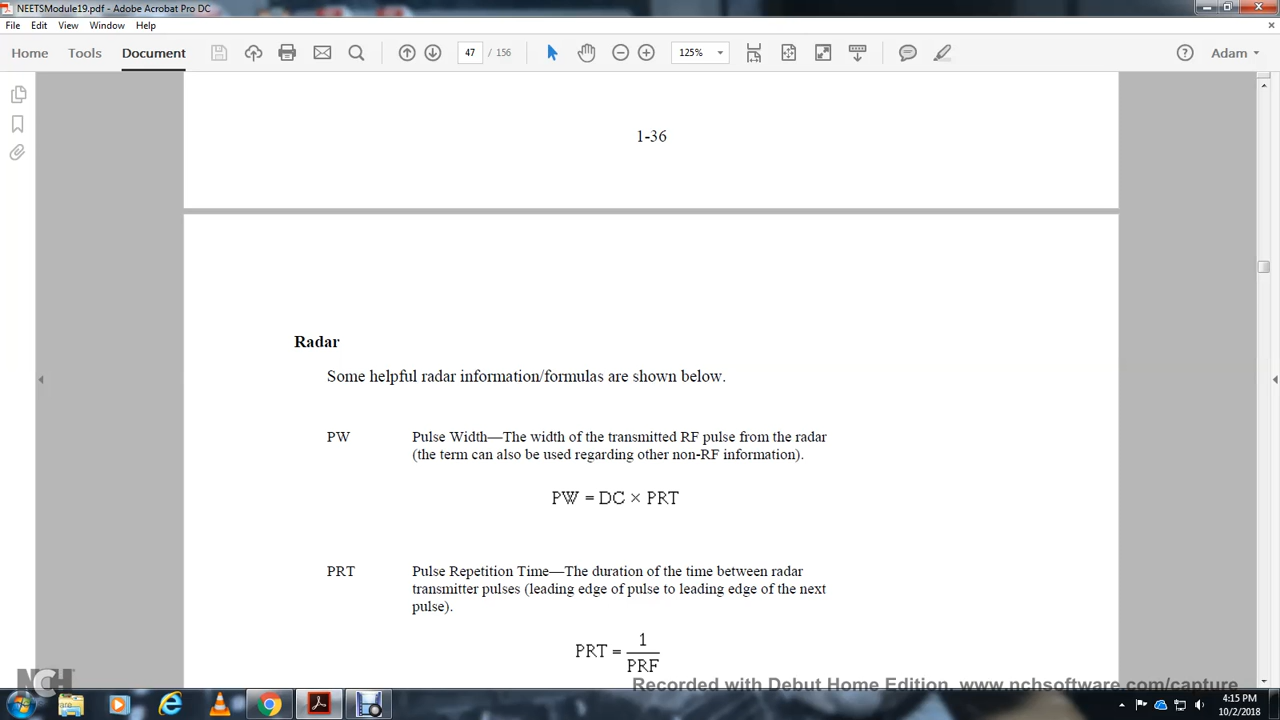 NEETSModule19.pdf - Adobe Acrobat Pro DC
File Edit View Window Help
Home Tools Document 47 / 156 125% Adam
1-36
Radar
Some helpful radar information/formulas are shown below.
PW Pulse Width—The width of the transmitted RF pulse from the radar
(the term can also be used regarding other non-RF information).
PW = DC × PRT
PRT Pulse Repetition Time—The duration of the time between radar
transmitter pulses (leading edge of pulse to leading edge of the next
pulse).
PRT = 1
PRF
NCH
Recorded with Debut Home Edition. www.nchsoftware.com/capture
4:15 PM
10/2/2018